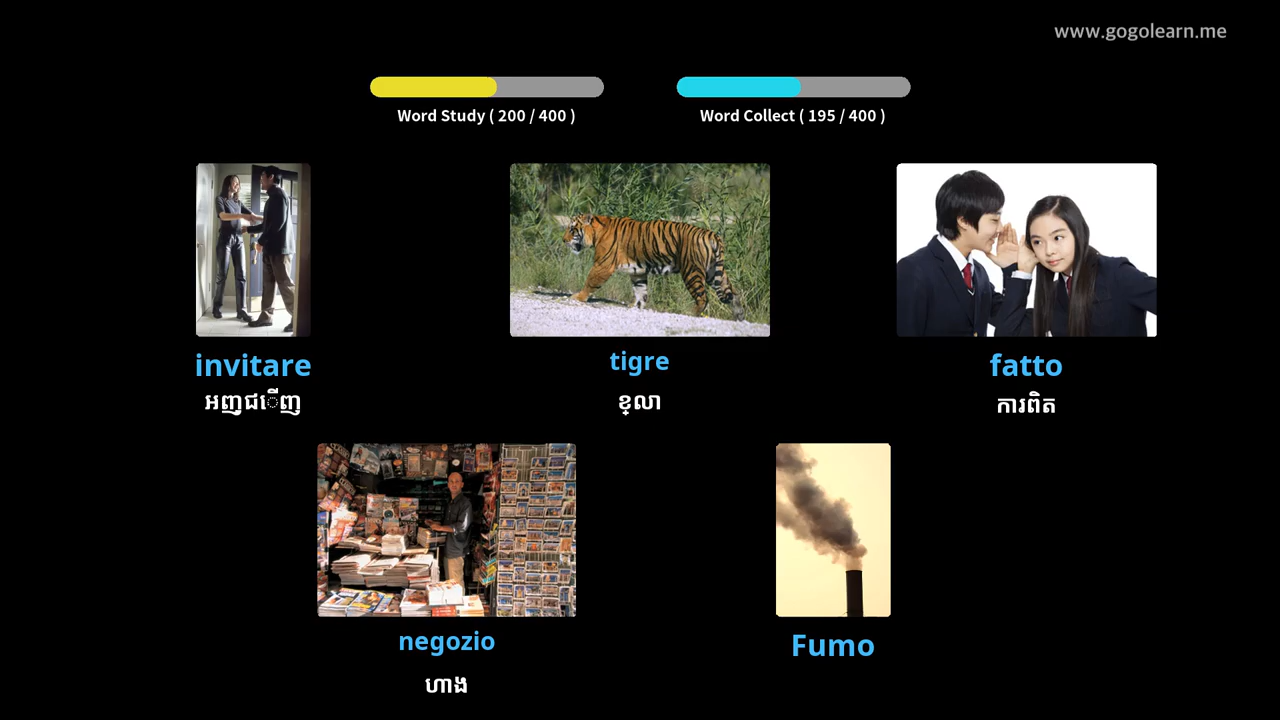 www.gogolearn.me
Word Study ( 200 / 400 )
Word Collect ( 195 / 400 )
invitare
អញ្ជើញ
tigre
ខ្លា
fatto
ការពិត
negozio
ហាង
Fumo